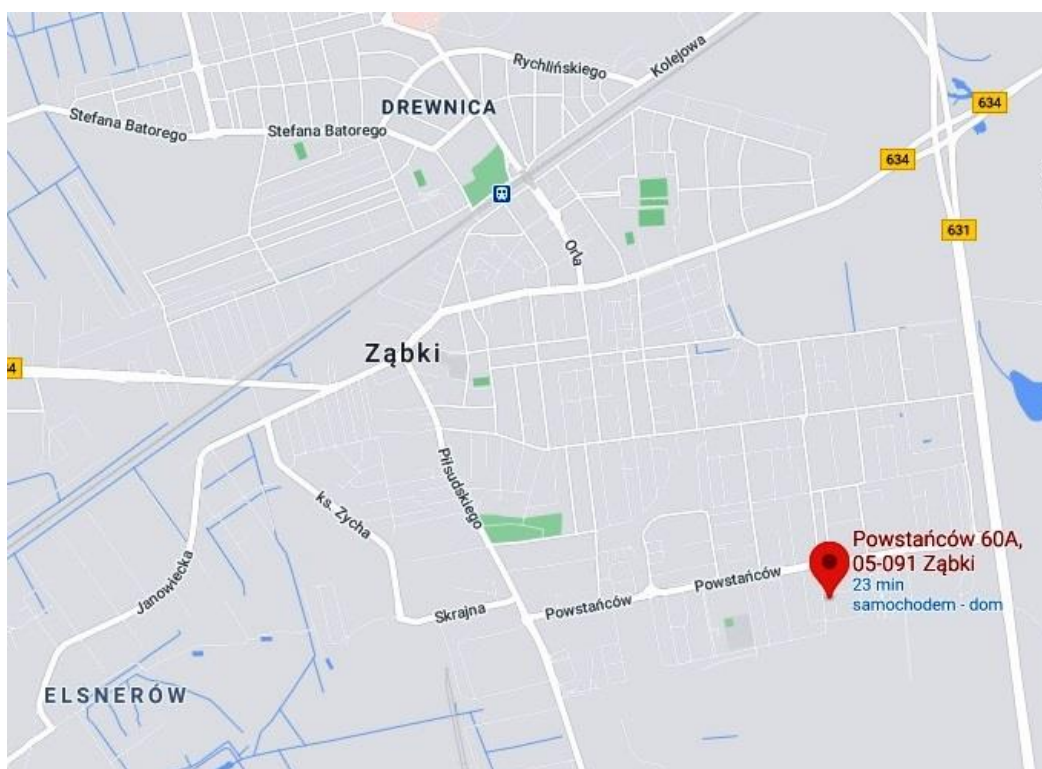 Rychlińskiego
Kolejowa
DREWNICA
634
Stefana Batorego
Stefana Batorego
634
631
Orla
Ząbki
4
Piłsudskiego
ks. Zycha
Powstańców 60A,
05-091 Ząbki
23 min
samochodem - dom
Janowiecka
Skrajna
Powstańców
Powstańców
ELSNERÓW